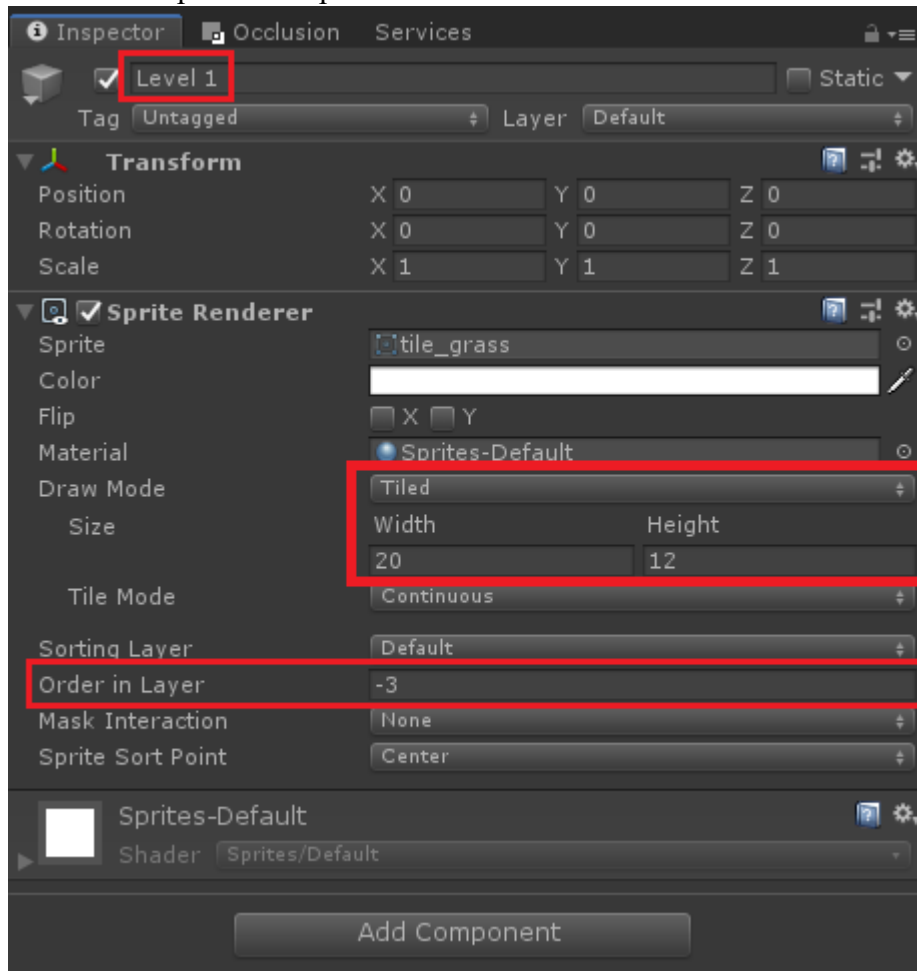 Inspector Occlusion Services
Level 1 Static
Tag Untagged Layer Default
Transform
Position X 0 Y 0 Z 0
Rotation X 0 Y 0 Z 0
Scale X 1 Y 1 Z 1
Sprite Renderer
Sprite tile_grass
Color
Flip X Y
Material Sprites-Default
Draw Mode Tiled
Size Width Height
20 12
Tile Mode Continuous
Sorting Layer Default
Order in Layer -3
Mask Interaction None
Sprite Sort Point Center
Sprites-Default
Shader Sprites/Default
Add Component